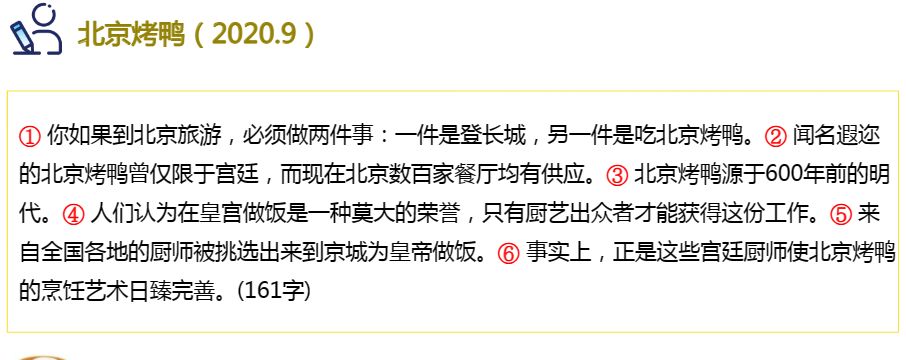 北京烤鸭（2020.9）
① 你如果到北京旅游，必须做两件事：一件是登长城，另一件是吃北京烤鸭。② 闻名遐迩
的北京烤鸭曾仅限于宫廷，而现在北京数百家餐厅均有供应。③ 北京烤鸭源于600年前的明
代。④ 人们认为在皇宫做饭是一种莫大的荣誉，只有厨艺出众者才能获得这份工作。⑤ 来
自全国各地的厨师被挑选出来到京城为皇帝做饭。⑥ 事实上，正是这些宫廷厨师使北京烤鸭
的烹饪艺术日臻完善。(161字)